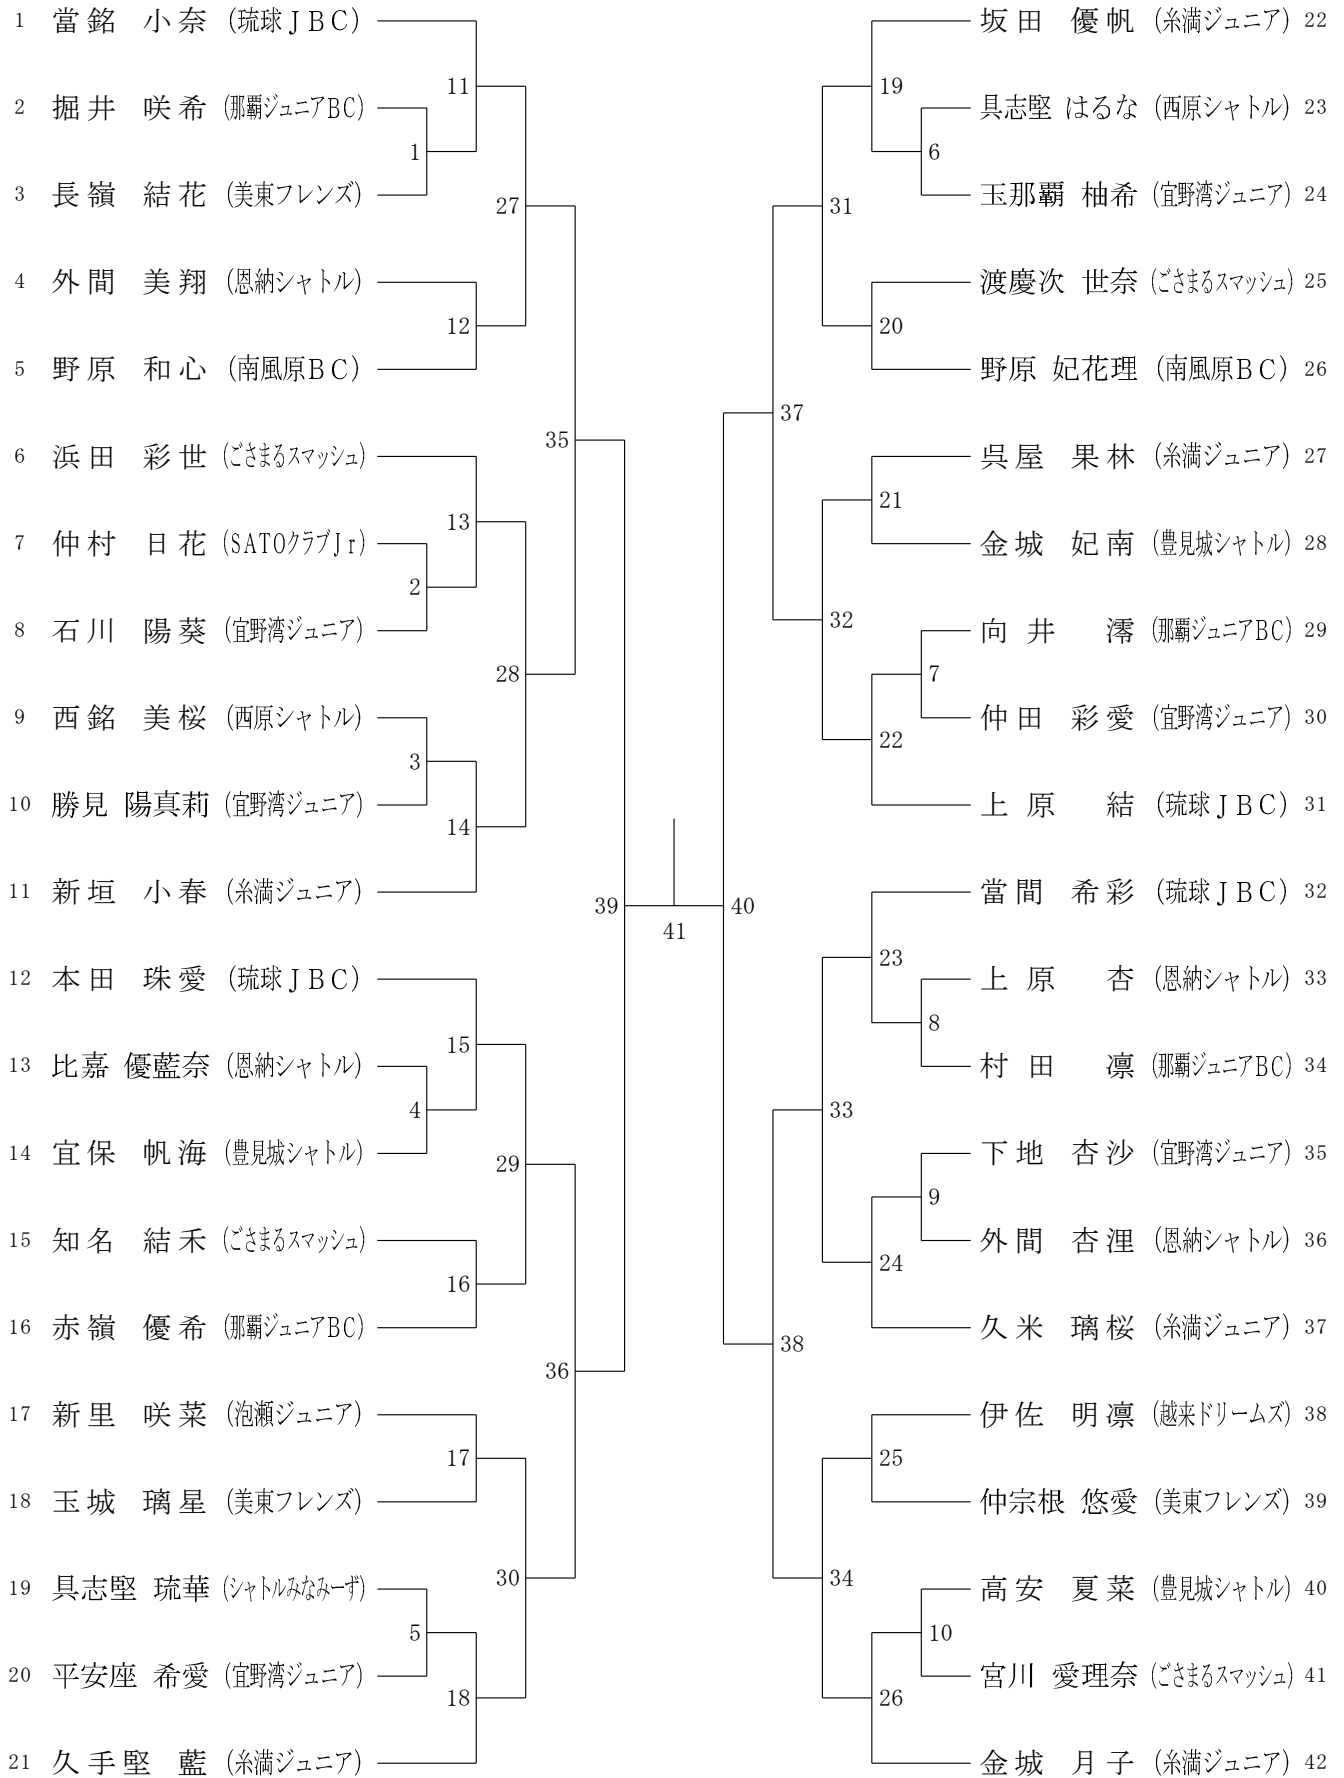 1 當銘 小奈 (琉球ＪＢＣ)
2 掘井 咲希 (那覇ジュニアBC)
3 長嶺 結花 (美東フレンズ)
4 外間 美翔 (恩納シャトル)
5 野原 和心 (南風原ＢＣ)
6 浜田 彩世 (ごさまるスマッシュ)
7 仲村 日花 (SATOクラブJr)
8 石川 陽葵 (宜野湾ジュニア)
9 西銘 美桜 (西原シャトル)
10 勝見 陽真莉 (宜野湾ジュニア)
11 新垣 小春 (糸満ジュニア)
12 本田 珠愛 (琉球ＪＢＣ)
13 比嘉 優藍奈 (恩納シャトル)
14 宜保 帆海 (豊見城シャトル)
15 知名 結禾 (ごさまるスマッシュ)
16 赤嶺 優希 (那覇ジュニアBC)
17 新里 咲菜 (泡瀬ジュニア)
18 玉城 璃星 (美東フレンズ)
19 具志堅 琉華 (シャトルみなみーず)
20 平安座 希愛 (宜野湾ジュニア)
21 久手堅 藍 (糸満ジュニア)
11
1
27
12
35
13
2
28
3
14
39
15
4
29
16
36
17
30
5
18
41
19
6
31
20
37
21
32
7
22
40
23
8
33
9
24
38
25
34
10
26
坂田 優帆 (糸満ジュニア) 22
具志堅 はるな (西原シャトル) 23
玉那覇 柚希 (宜野湾ジュニア) 24
渡慶次 世奈 (ごさまるスマッシュ) 25
野原 妃花理 (南風原ＢＣ) 26
呉屋 果林 (糸満ジュニア) 27
金城 妃南 (豊見城シャトル) 28
向井 澪 (那覇ジュニアBC) 29
仲田 彩愛 (宜野湾ジュニア) 30
上原 結 (琉球ＪＢＣ) 31
當間 希彩 (琉球ＪＢＣ) 32
上原 杏 (恩納シャトル) 33
村田 凛 (那覇ジュニアBC) 34
下地 杏沙 (宜野湾ジュニア) 35
外間 杏浬 (恩納シャトル) 36
久米 璃桜 (糸満ジュニア) 37
伊佐 明凛 (越来ドリームズ) 38
仲宗根 悠愛 (美東フレンズ) 39
高安 夏菜 (豊見城シャトル) 40
宮川 愛理奈 (ごさまるスマッシュ) 41
金城 月子 (糸満ジュニア) 42